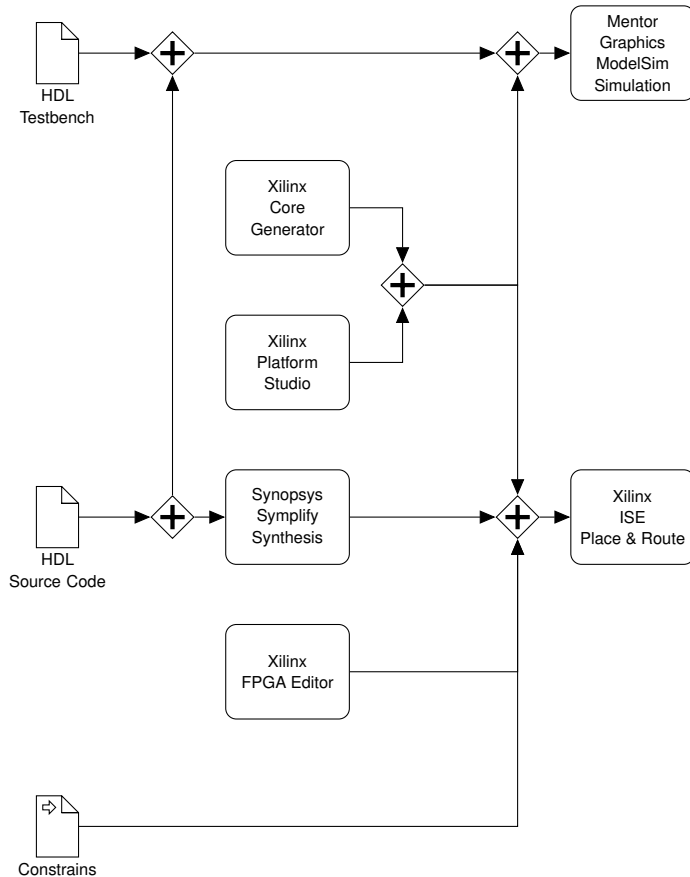 HDL
Testbench
Mentor
Graphics
ModelSim
Simulation
Xilinx
Core
Generator
Xilinx
Platform
Studio
HDL
Source Code
Synopsys
Symplify
Synthesis
Xilinx
ISE
Place & Route
Xilinx
FPGA Editor
Constrains